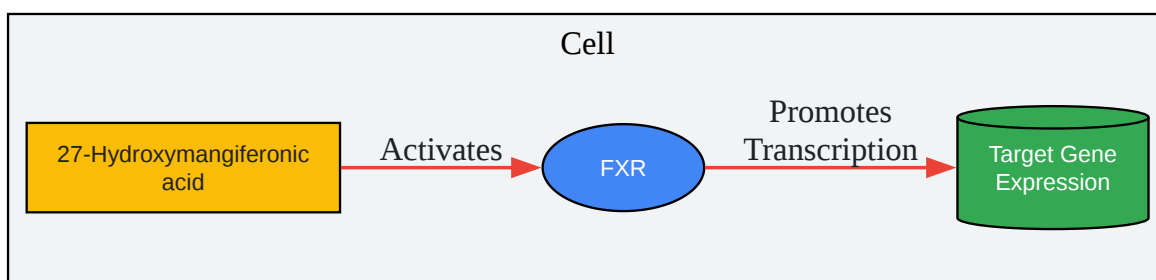 Cell
27-Hydroxymangiferonic
acid
Activates
FXR
Promotes
Transcription
Target Gene
Expression